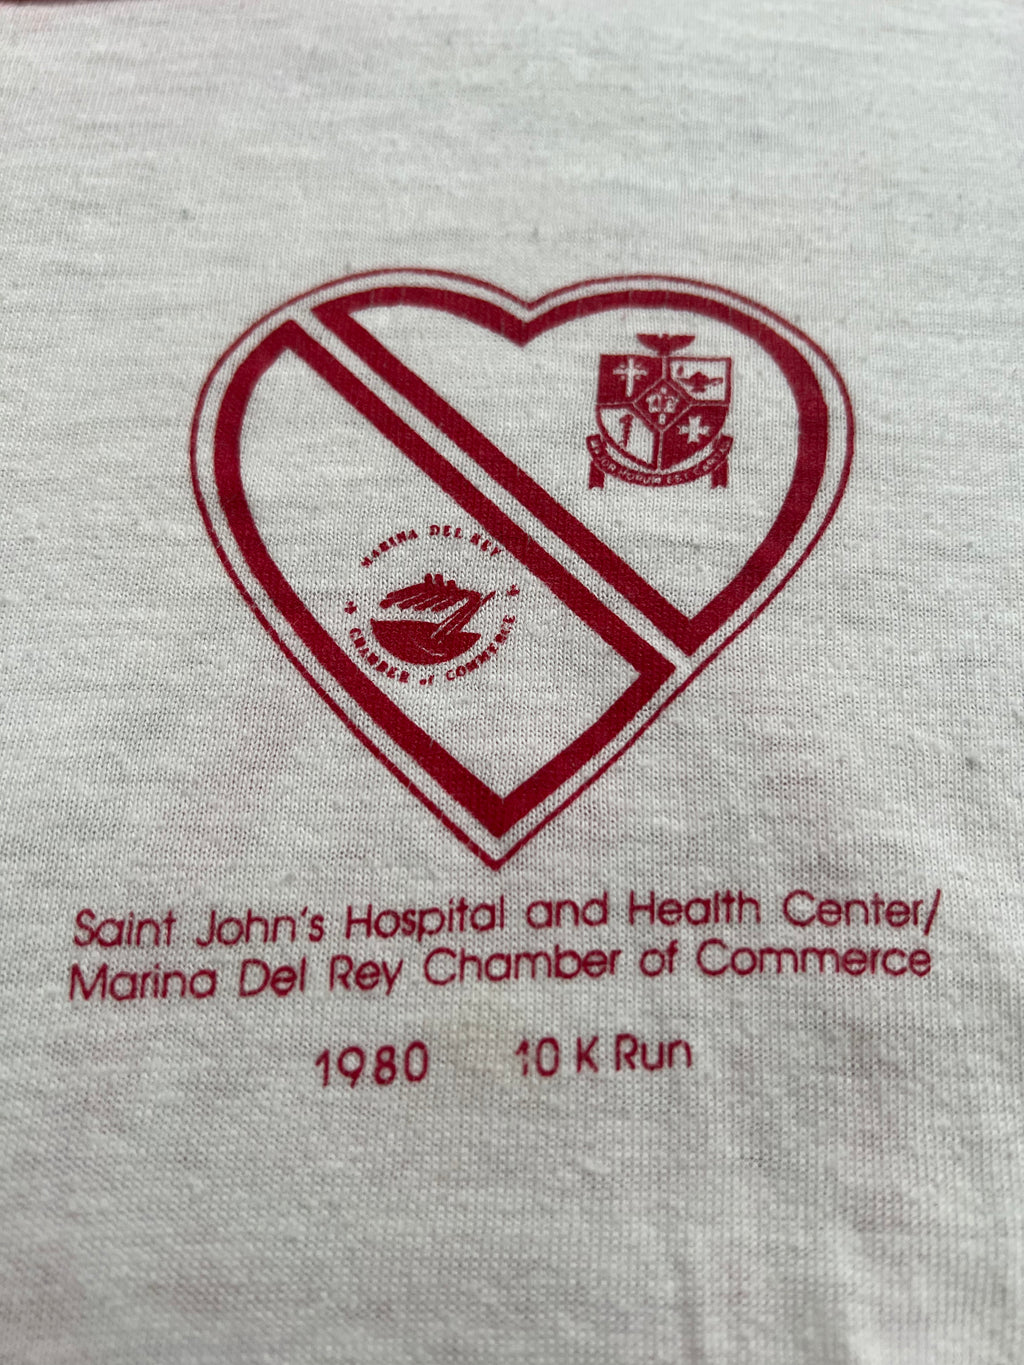 MARINA DEL REY
CHAMBER of COMMERCE
Saint John's Hospital and Health Center/
Marina Del Rey Chamber of Commerce
1980 10 K Run